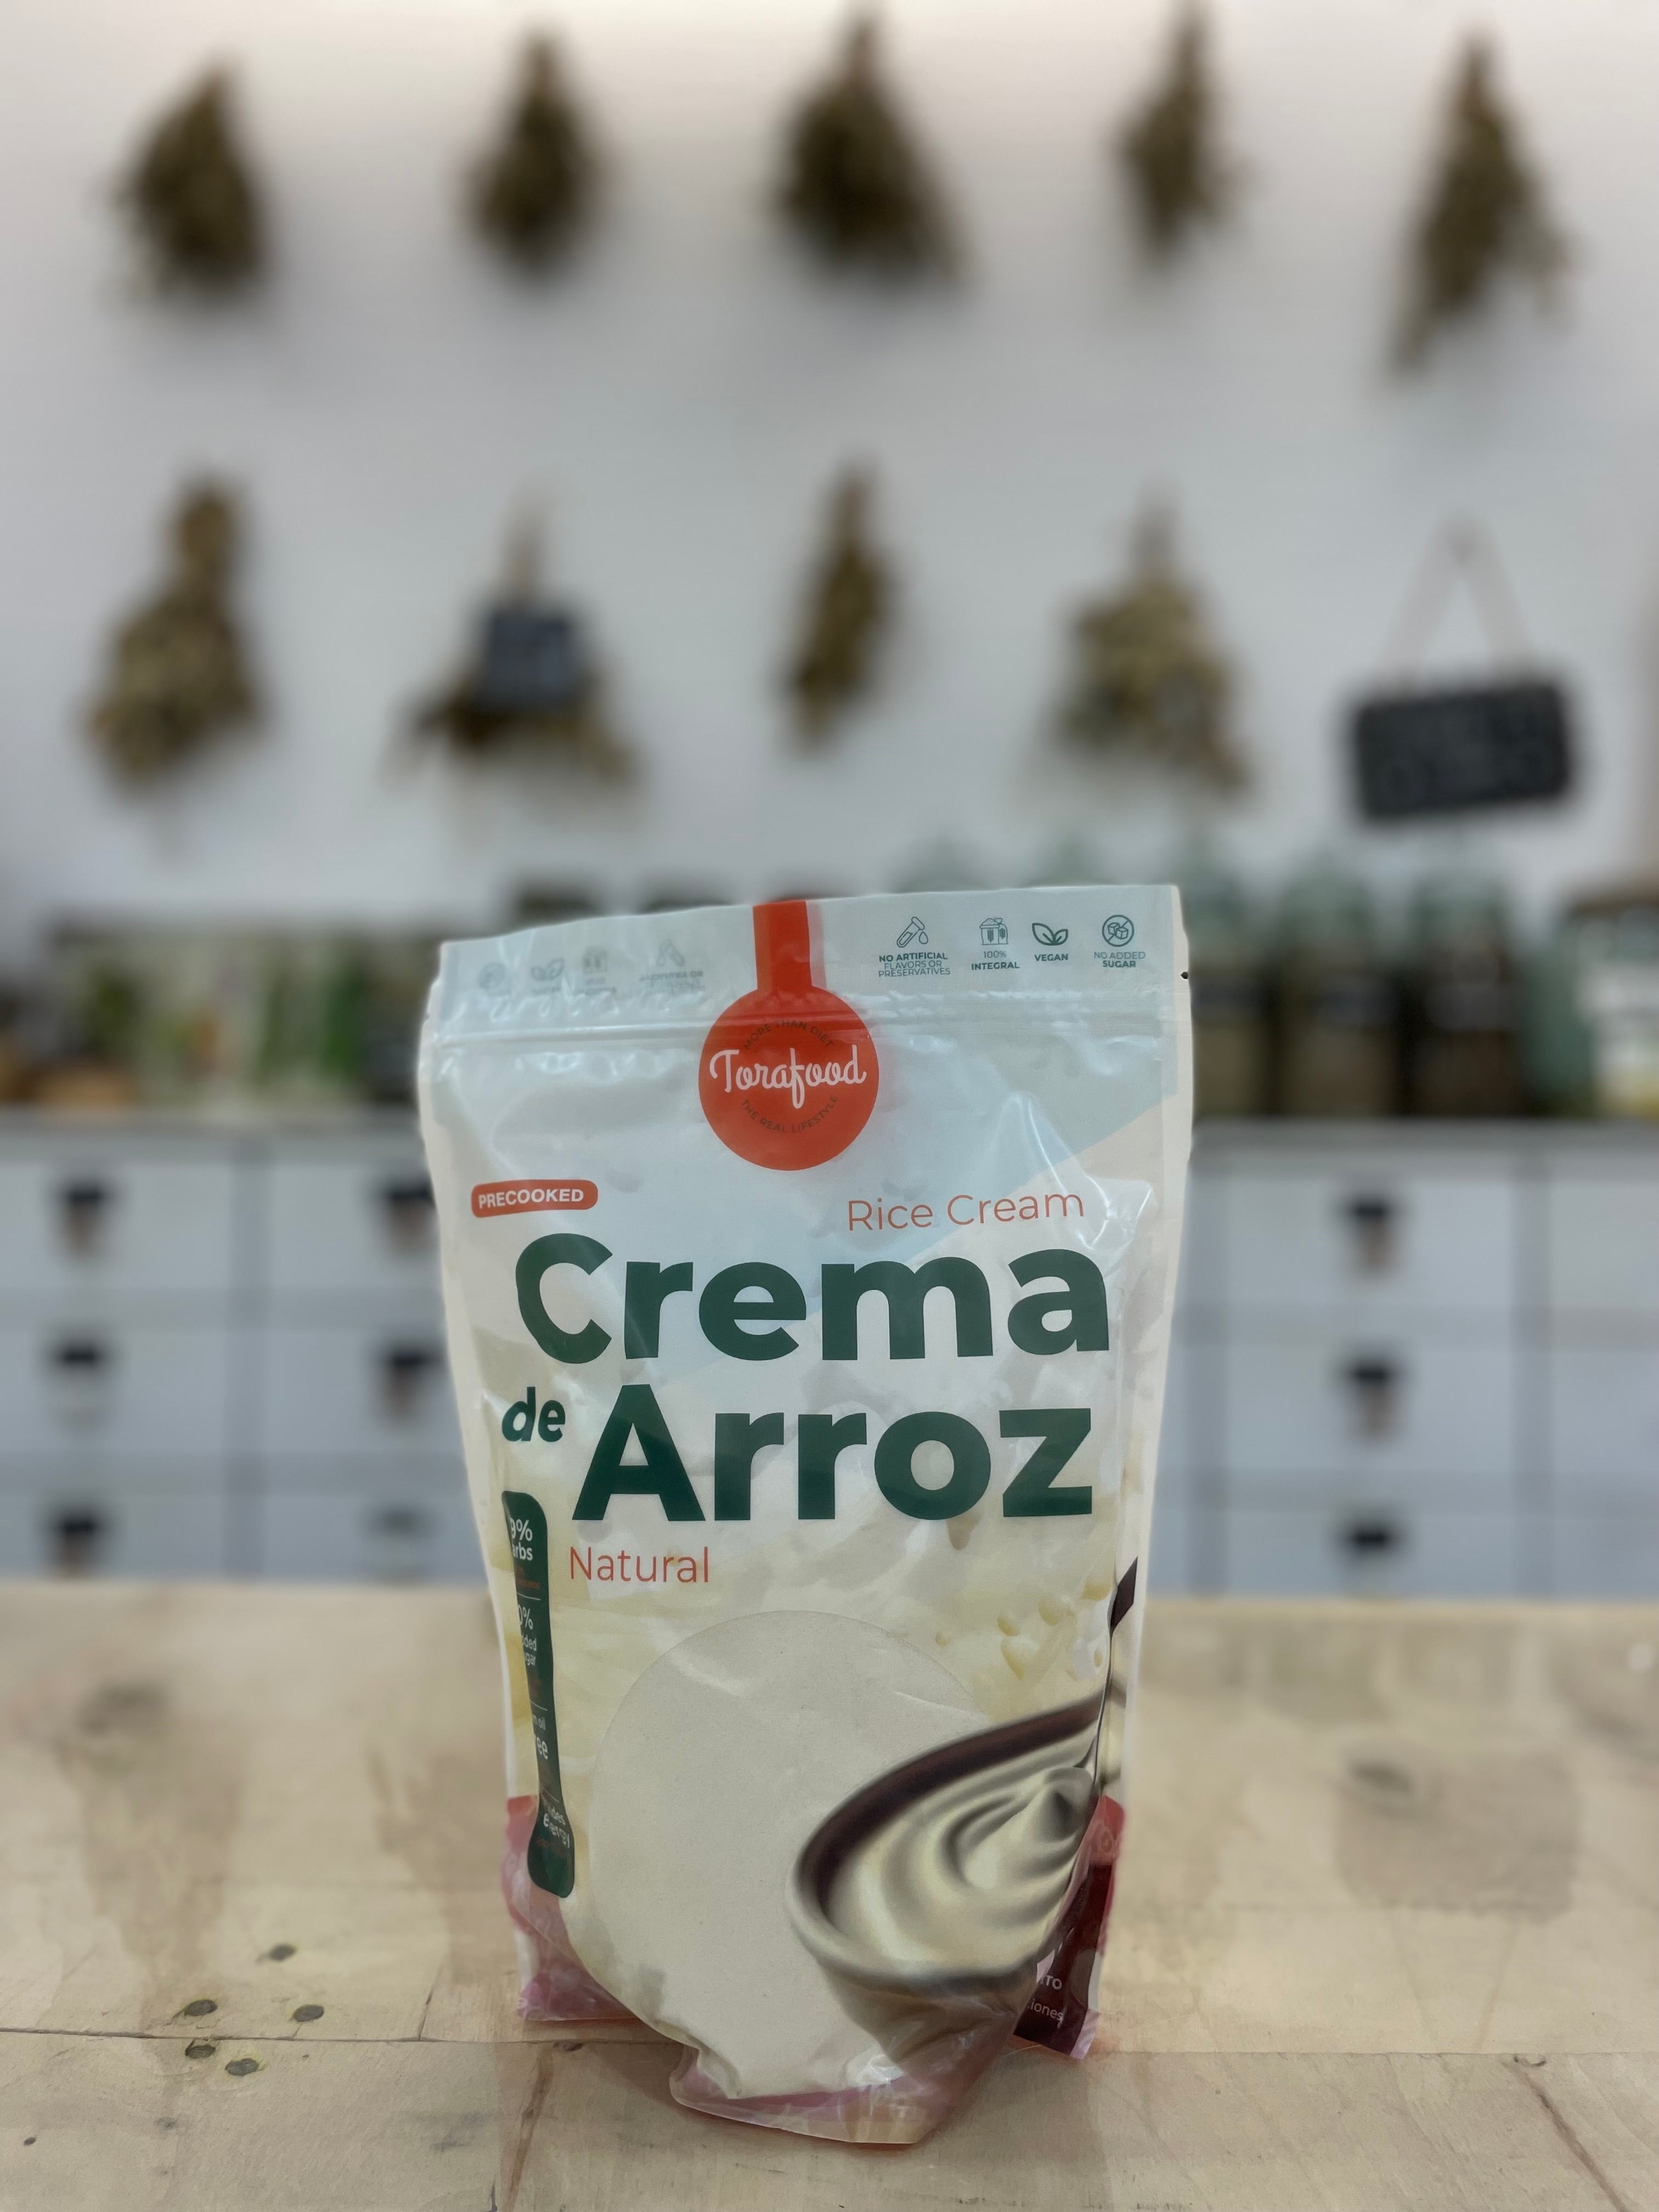 NO ARTIFICIAL
FLAVORS OR
PRESERVATIVES
100%
INTEGRAL
VEGAN
NO ADDED
SUGAR
MORE THAN DIET
Torafood
THE REAL LIFESTYLE
PRECOOKED
Rice Cream
Crema
de Arroz
Natural